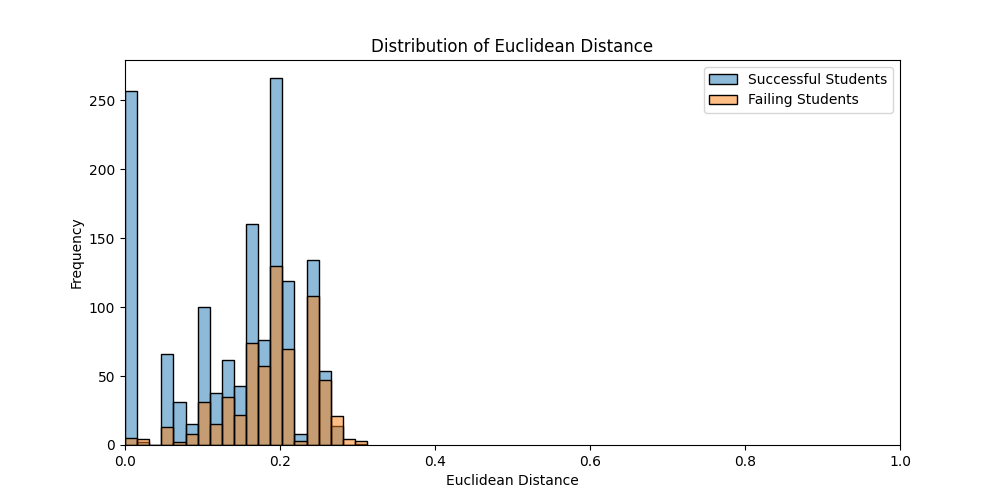 Distribution of Euclidean Distance
Successful Students
Failing Students
Frequency
250
200
150
100
50
0
0.0 0.2 0.4 0.6 0.8 1.0
Euclidean Distance